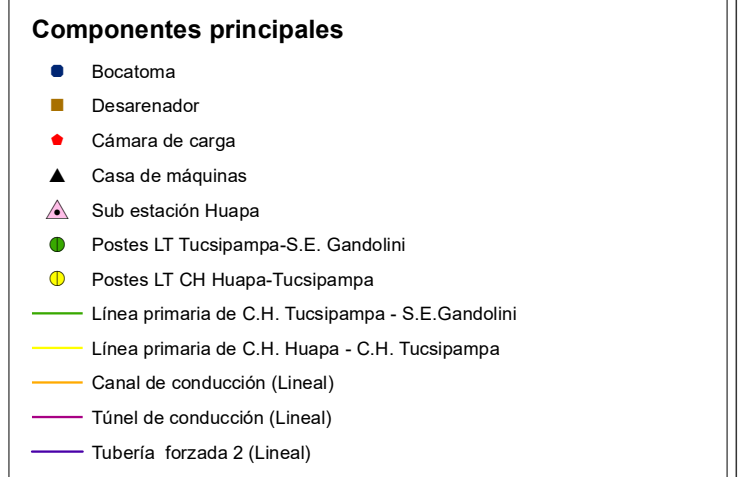 Componentes principales
Bocatoma
Desarenador
Cámara de carga
Casa de máquinas
Sub estación Huapa
Postes LT Tucsipampa-S.E. Gandolini
Postes LT CH Huapa-Tucsipampa
Línea primaria de C.H. Tucsipampa - S.E.Gandolini
Línea primaria de C.H. Huapa - C.H. Tucsipampa
Canal de conducción (Lineal)
Túnel de conducción (Lineal)
Tubería  forzada 2 (Lineal)